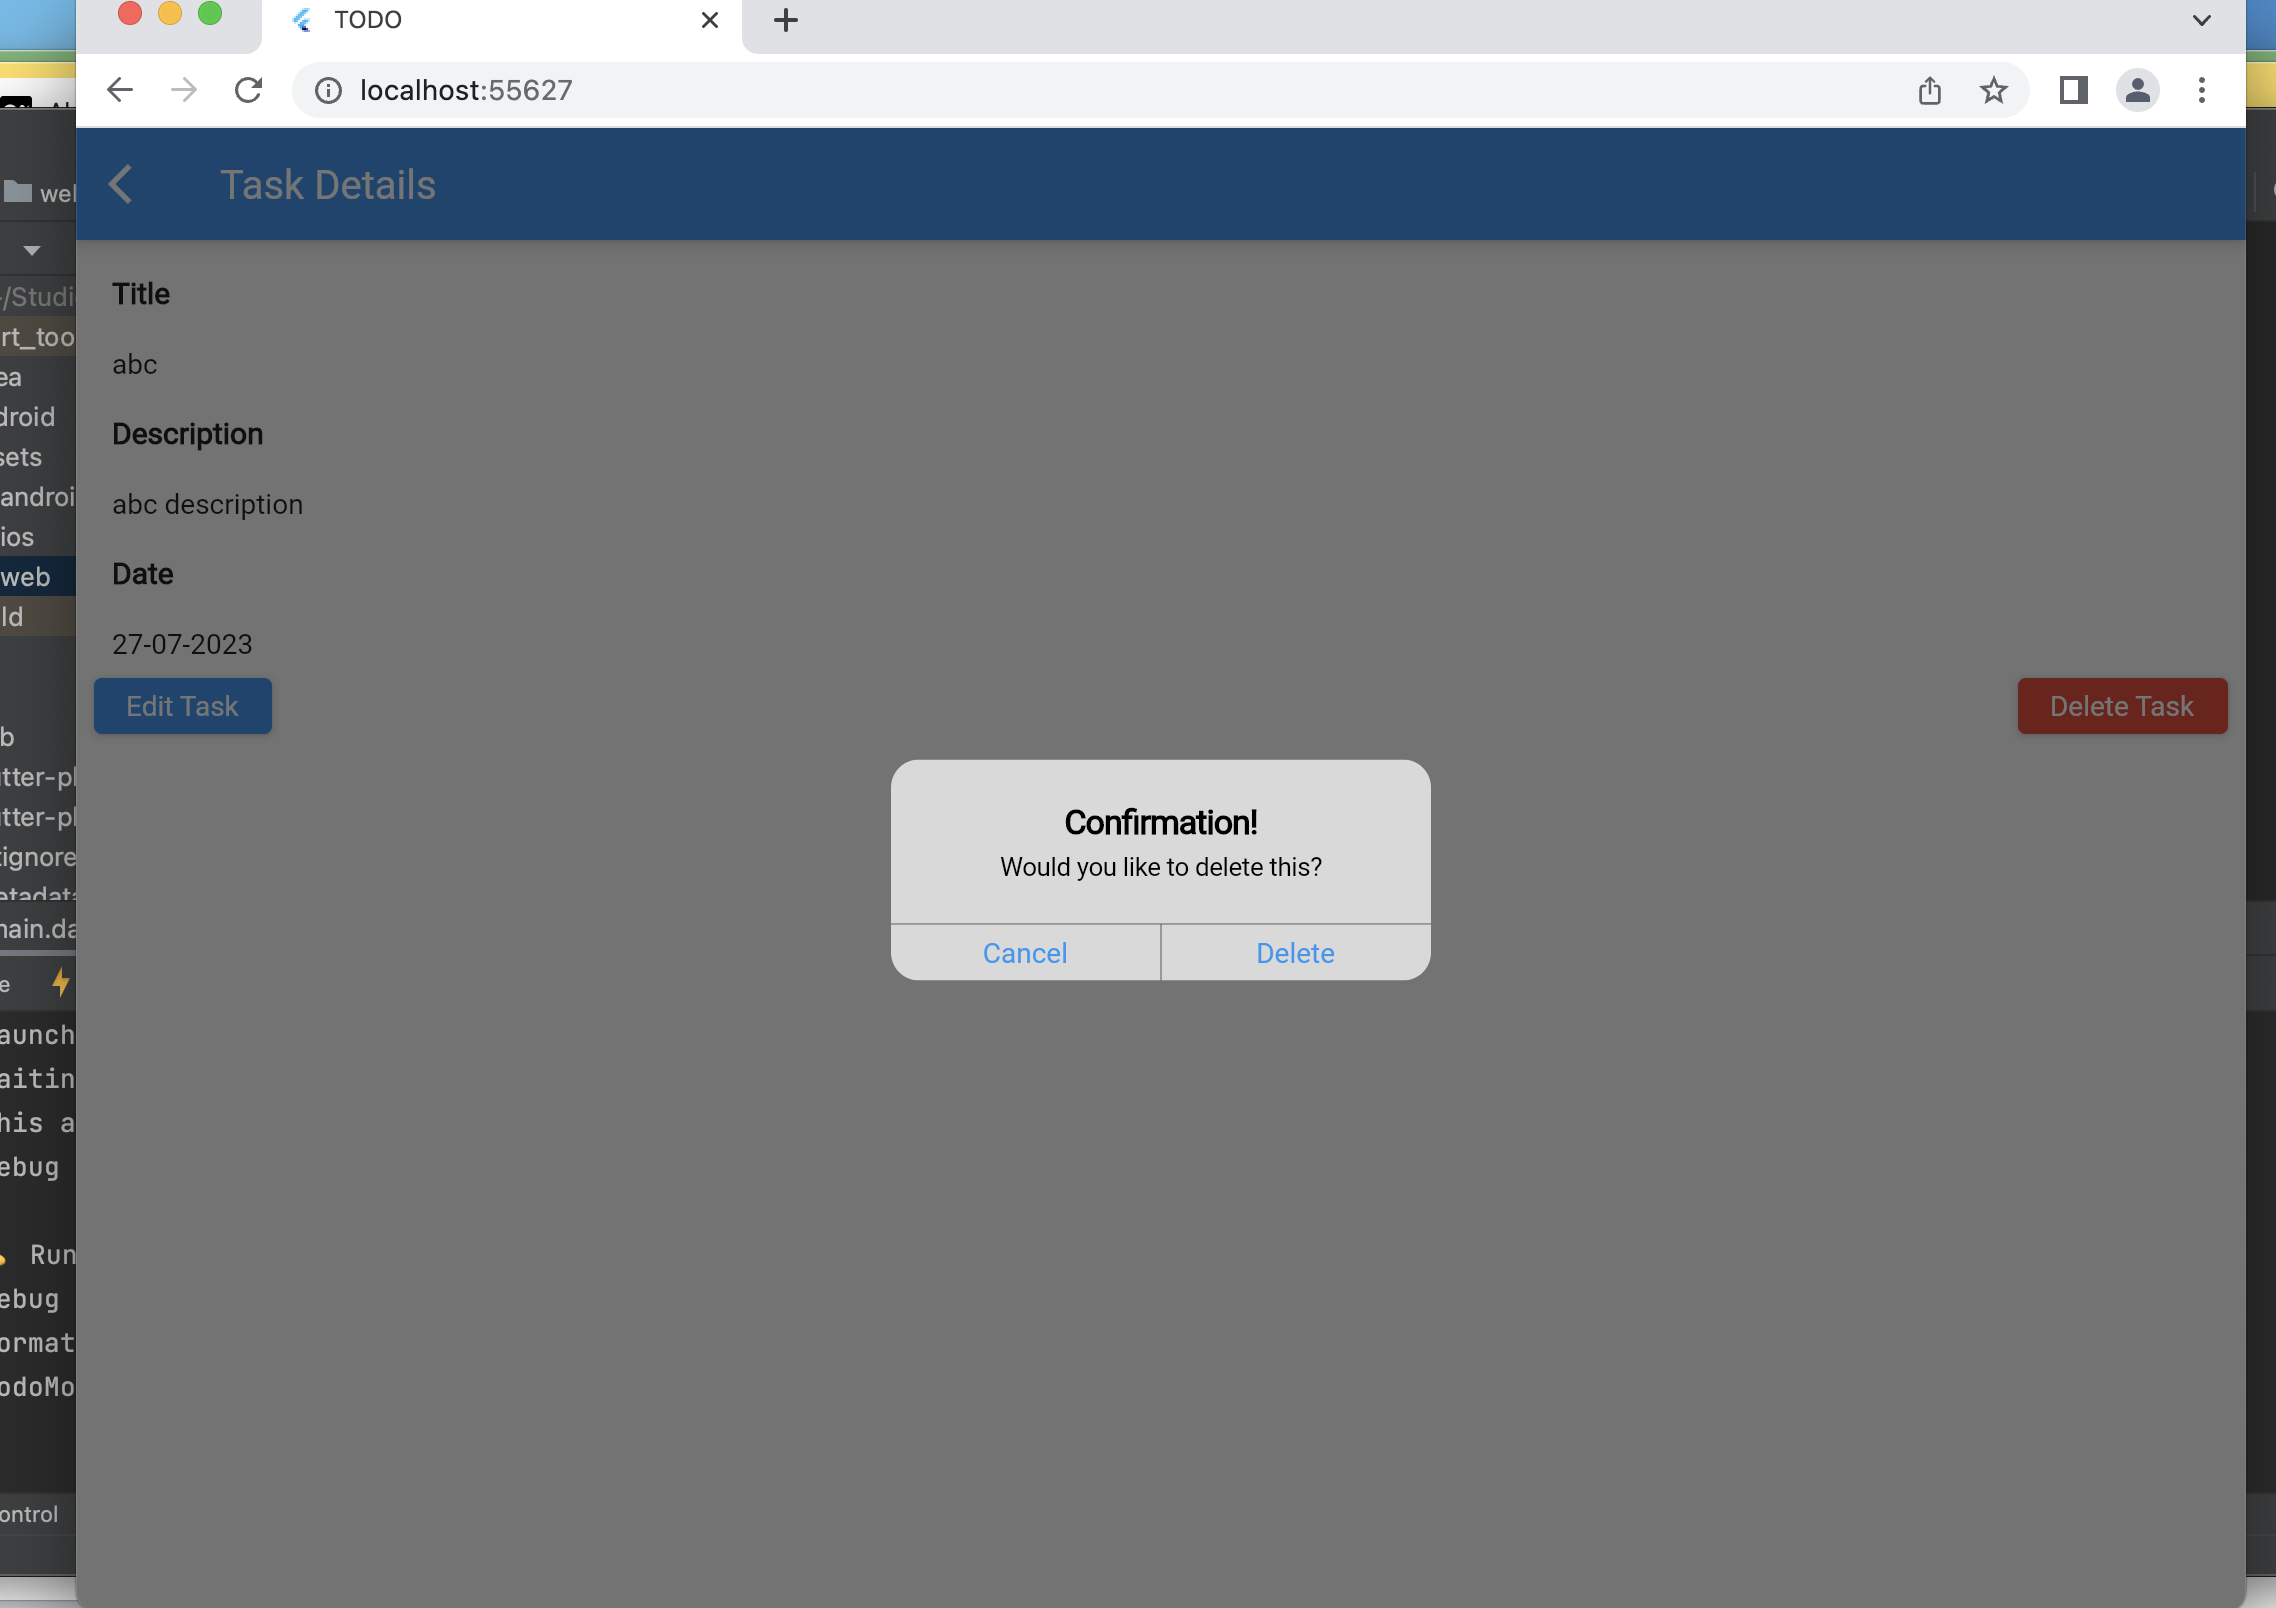 TODO
localhost:55627
Task Details
Title
abc
Description
abc description
Date
27-07-2023
Edit Task
Delete Task
Confirmation!
Would you like to delete this?
Cancel
Delete
wel
/Studi
rt_too
ea
droid
sets
androi
ios
web
ld
b
tter-pl
tter-pl
tignore
etadata
nain.da
e
aunch
aitin
his a
ebug
Run
ebug
ormat
odoMo
ontrol